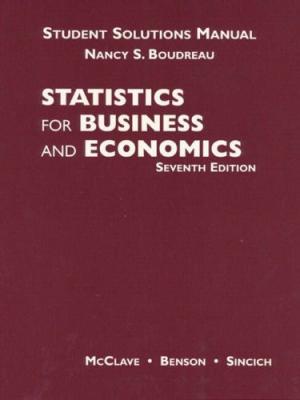 STUDENT SOLUTIONS MANUAL
NANCY S. BOUDREAU
STATISTICS
FOR BUSINESS
AND ECONOMICS
SEVENTH EDITION
MCCLAVE • BENSON • SINCICH